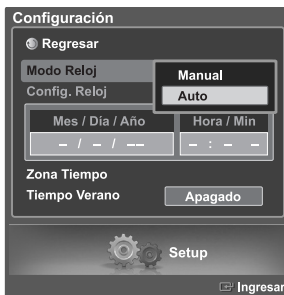 Configuración
Regresar
Modo Reloj
Manual
Auto
Config. Reloj
Mes / Día / Año
Hora / Min
– / – / ––
– : – –
Zona Tiempo
Tiempo Verano
Apagado
Setup
Ingresar